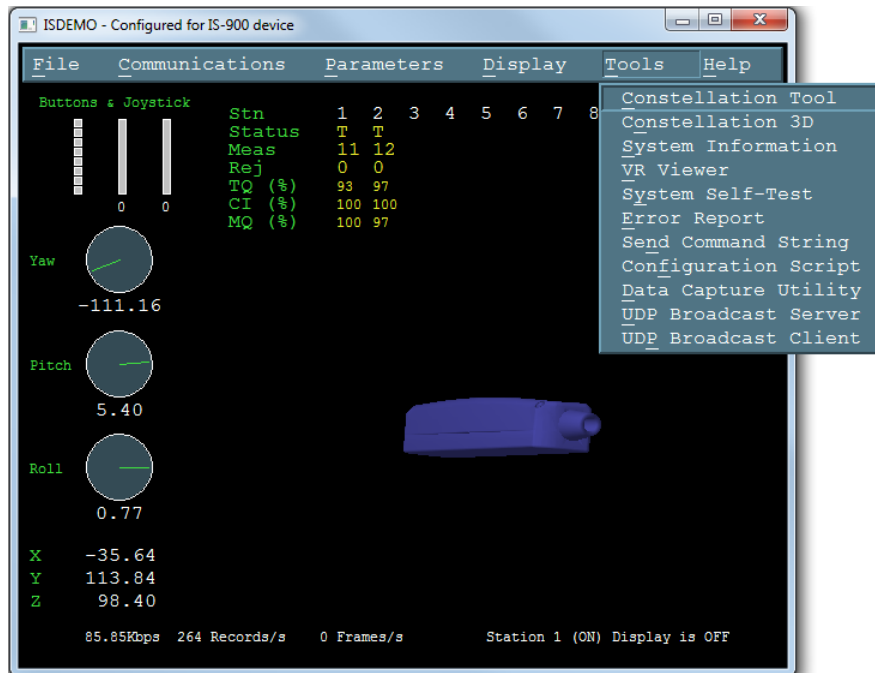 ISDEMO - Configured for IS-900 device
File Communications Parameters Display Tools Help
Buttons & Joystick
Stn 1 2 3 4 5 6 7 8
Status T T
Meas 11 12
Rej 0 0
TQ (%) 93 97
CI (%) 100 100
MQ (%) 100 97
0 0
Constellation Tool
Constellation 3D
System Information
VR Viewer
System Self-Test
Error Report
Send Command String
Configuration Script
Data Capture Utility
UDP Broadcast Server
UDP Broadcast Client
Yaw
-111.16
Pitch
5.40
Roll
0.77
X -35.64
Y 113.84
Z 98.40
85.85Kbps 264 Records/s 0 Frames/s Station 1 (ON) Display is OFF